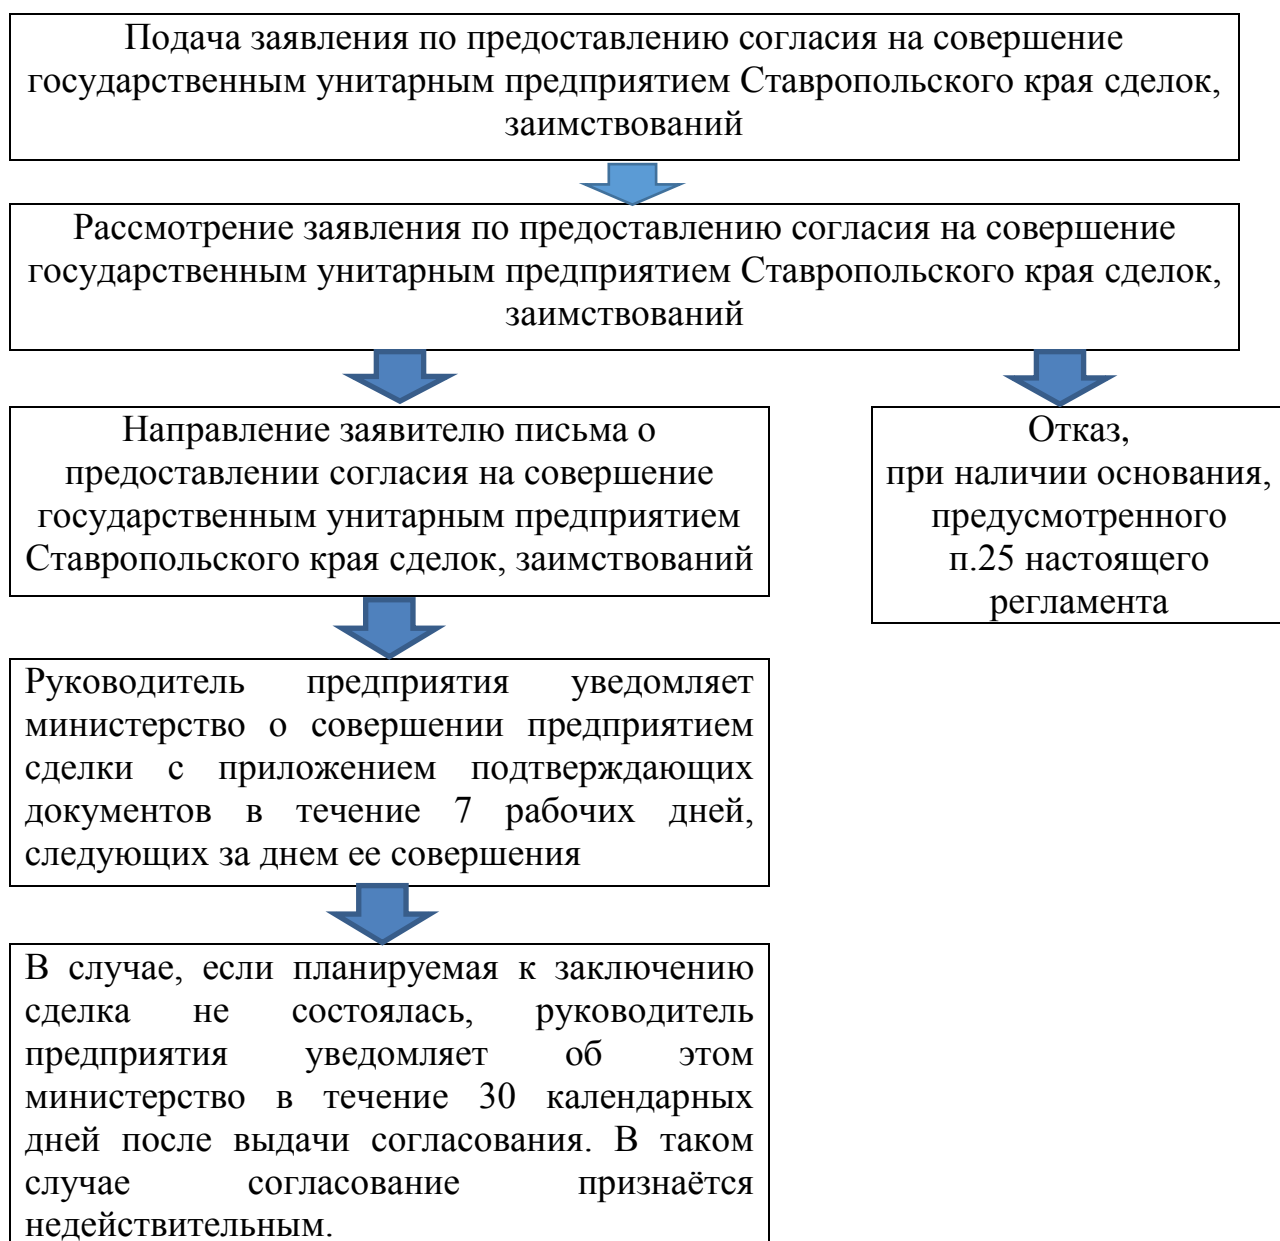 Подача заявления по предоставлению согласия на совершение
государственным унитарным предприятием Ставропольского края сделок,
заимствований
Рассмотрение заявления по предоставлению согласия на совершение
государственным унитарным предприятием Ставропольского края сделок,
заимствований
Направление заявителю письма о
предоставлении согласия на совершение
государственным унитарным предприятием
Ставропольского края сделок, заимствований
Отказ,
при наличии основания,
предусмотренного
п.25 настоящего
регламента
Руководитель предприятия уведомляет
министерство о совершении предприятием
сделки с приложением подтверждающих
документов в течение 7 рабочих дней,
следующих за днем ее совершения
В случае, если планируемая к заключению
сделка не состоялась, руководитель
предприятия уведомляет об этом
министерство в течение 30 календарных
дней после выдачи согласования. В таком
случае согласование признаётся
недействительным.